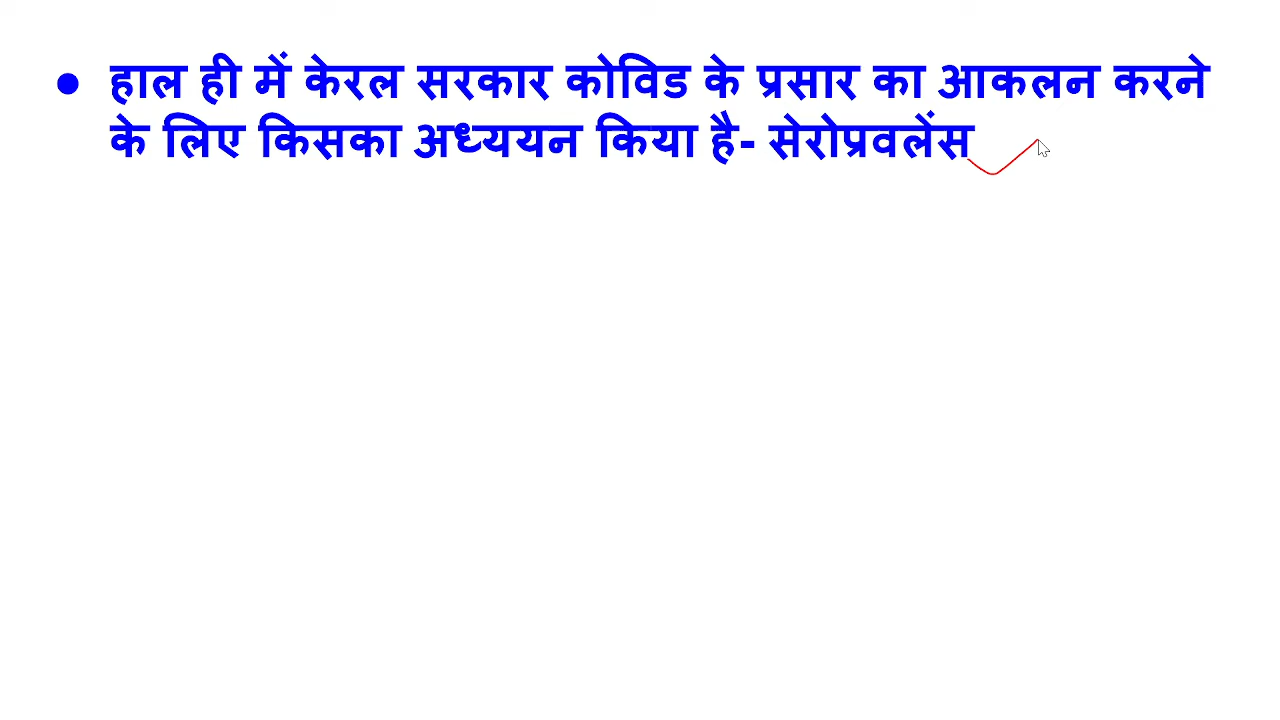 ● हाल ही में केरल सरकार कोविड के प्रसार का आकलन करने
के लिए किसका अध्ययन किया है- सेरोप्रवलेंस